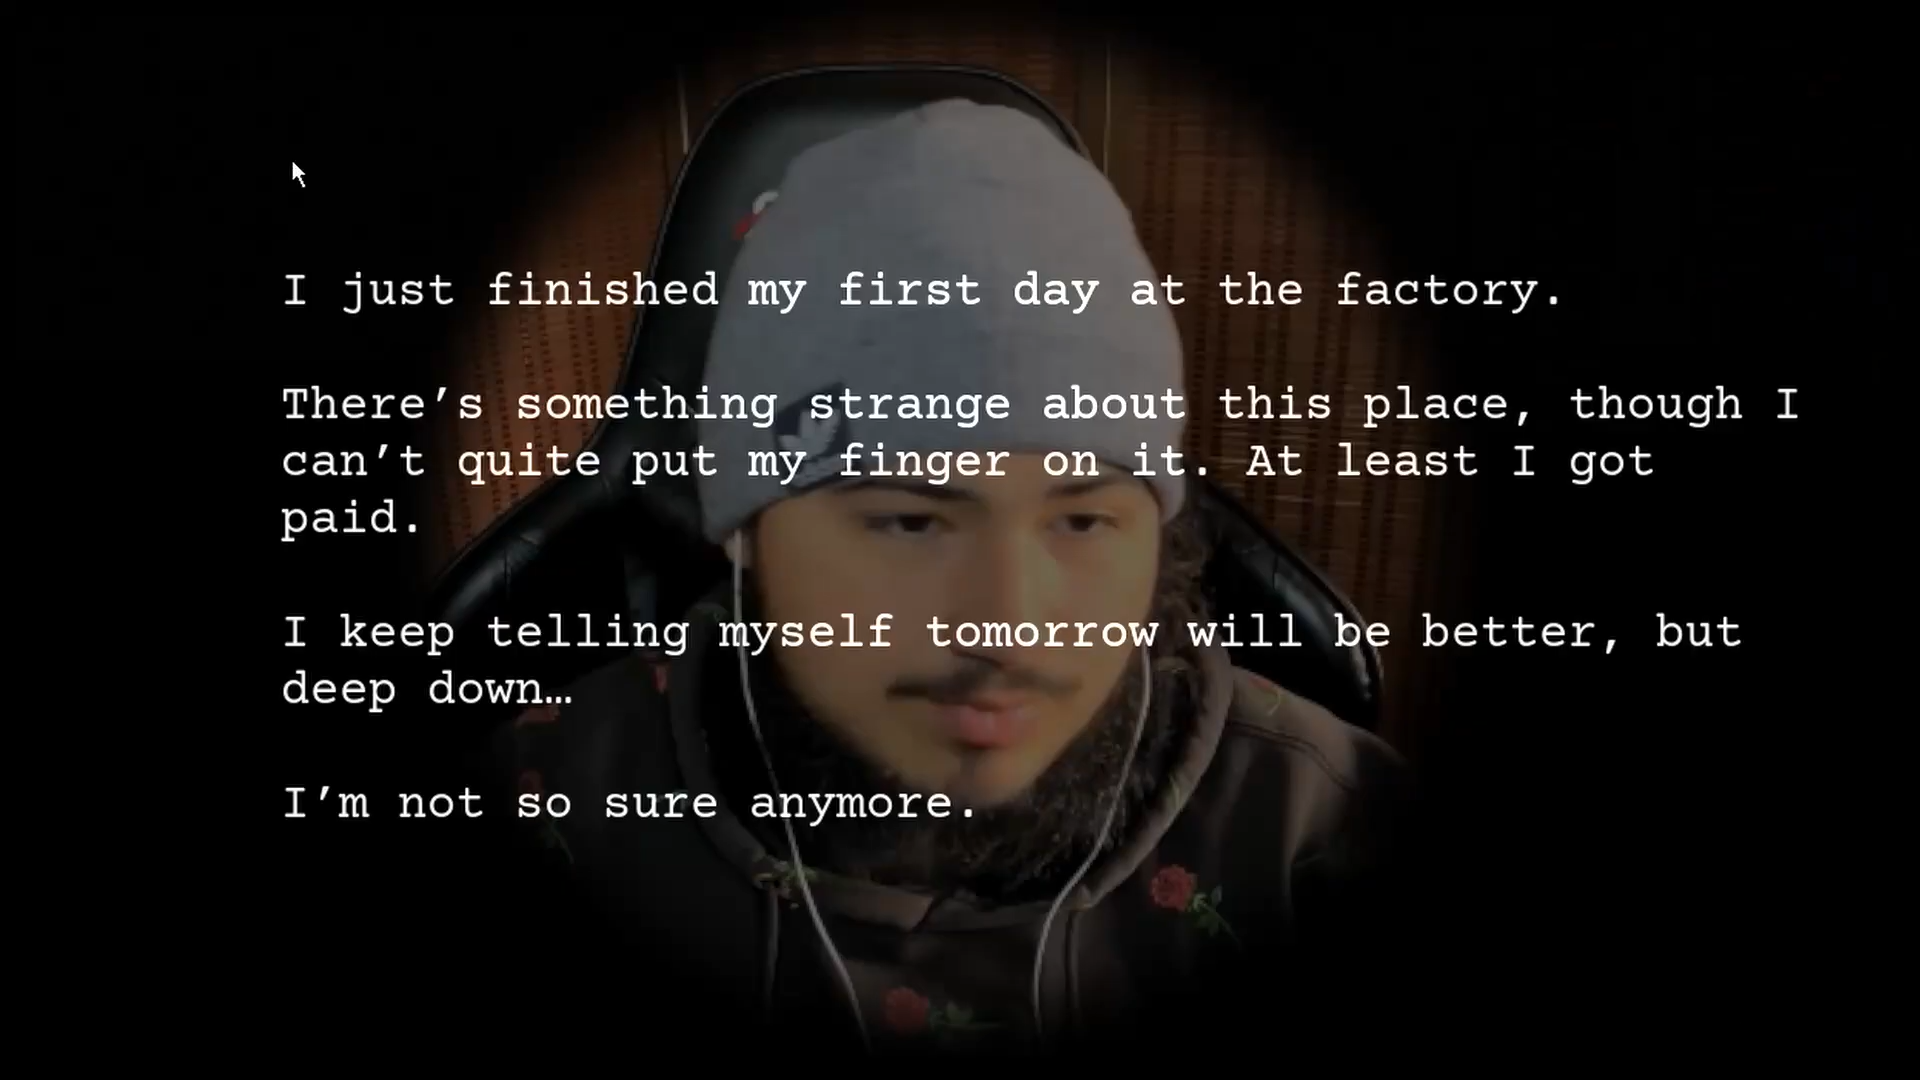 I just finished my first day at the factory.
There’s something strange about this place, though I
can’t quite put my finger on it. At least I got
paid.
I keep telling myself tomorrow will be better, but
deep down…
I’m not so sure anymore.